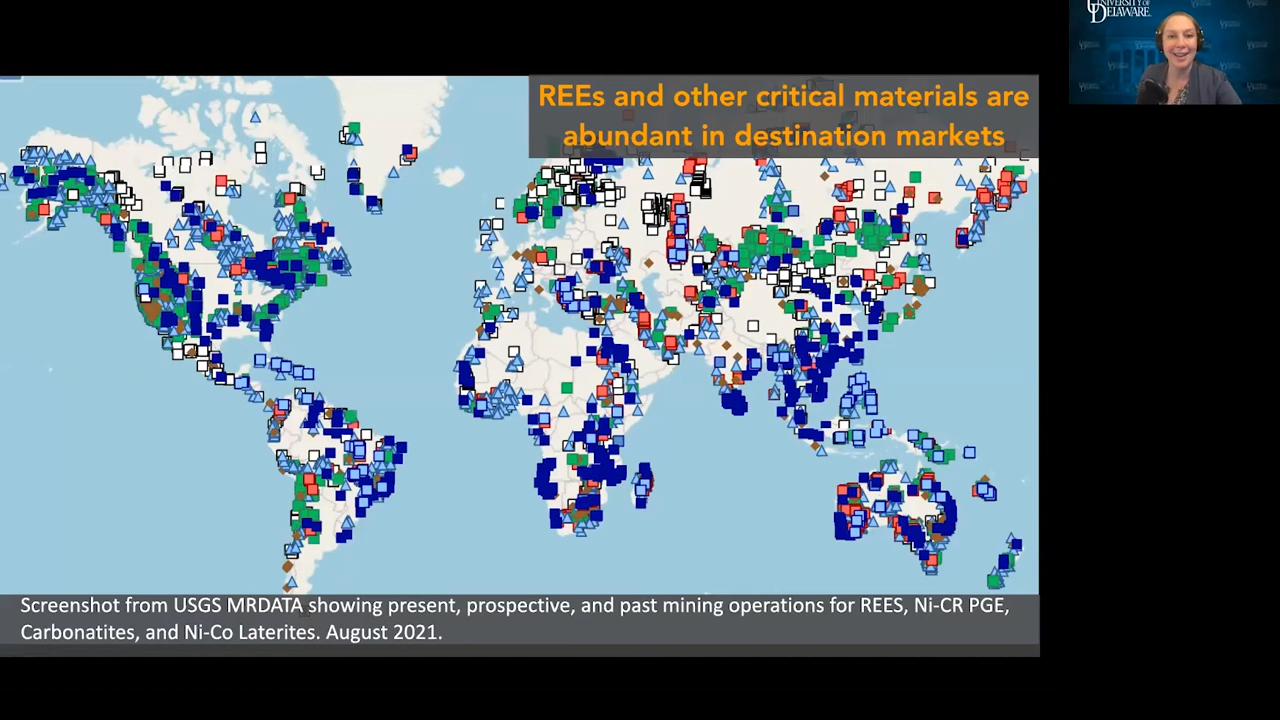 UNIVERSITY OF
DELAWARE
REEs and other critical materials are
abundant in destination markets
Screenshot from USGS MRDATA showing present, prospective, and past mining operations for REES, Ni-CR PGE,
Carbonatites, and Ni-Co Laterites. August 2021.